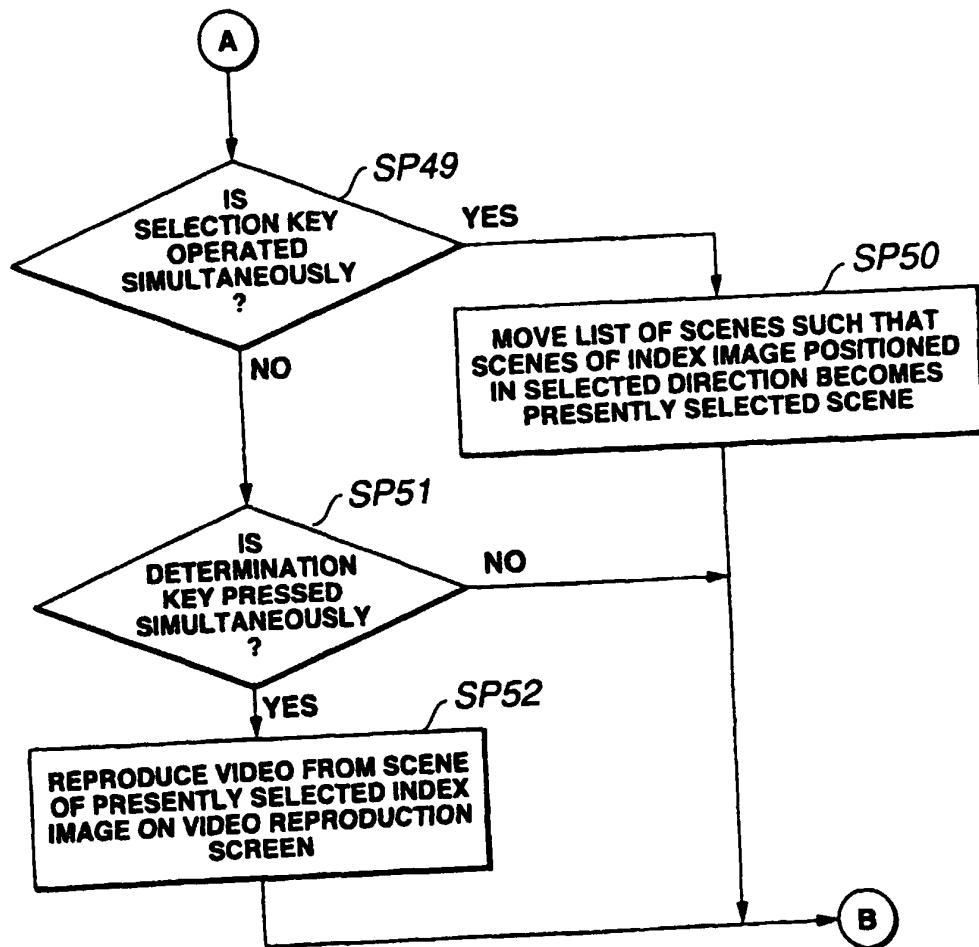 A
SP49
IS
SELECTION KEY
OPERATED
SIMULTANEOUSLY
?
YES
NO
SP50
MOVE LIST OF SCENES SUCH THAT
SCENES OF INDEX IMAGE POSITIONED
IN SELECTED DIRECTION BECOMES
PRESENTLY SELECTED SCENE
SP51
IS
DETERMINATION
KEY PRESSED
SIMULTANEOUSLY
?
NO
YES
SP52
REPRODUCE VIDEO FROM SCENE
OF PRESENTLY SELECTED INDEX
IMAGE ON VIDEO REPRODUCTION
SCREEN
B